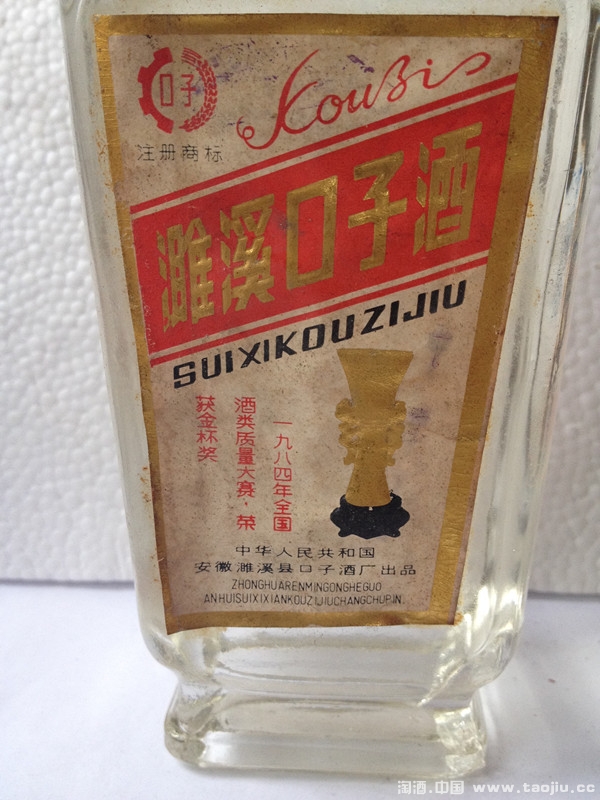 口子
注册商标
KouZi
濉溪口子酒
SUIXIKOUZIJIU
一九八四年全国
酒类质量大赛·荣
获金杯奖
中华人民共和国
安徽濉溪县口子酒厂出品
ZHONGHUARENMINGONGHEGUO
ANHUISUIXIXIANKOUZIJIUCHANGCHUPIN
淘酒.中国 www.taojiu.cc